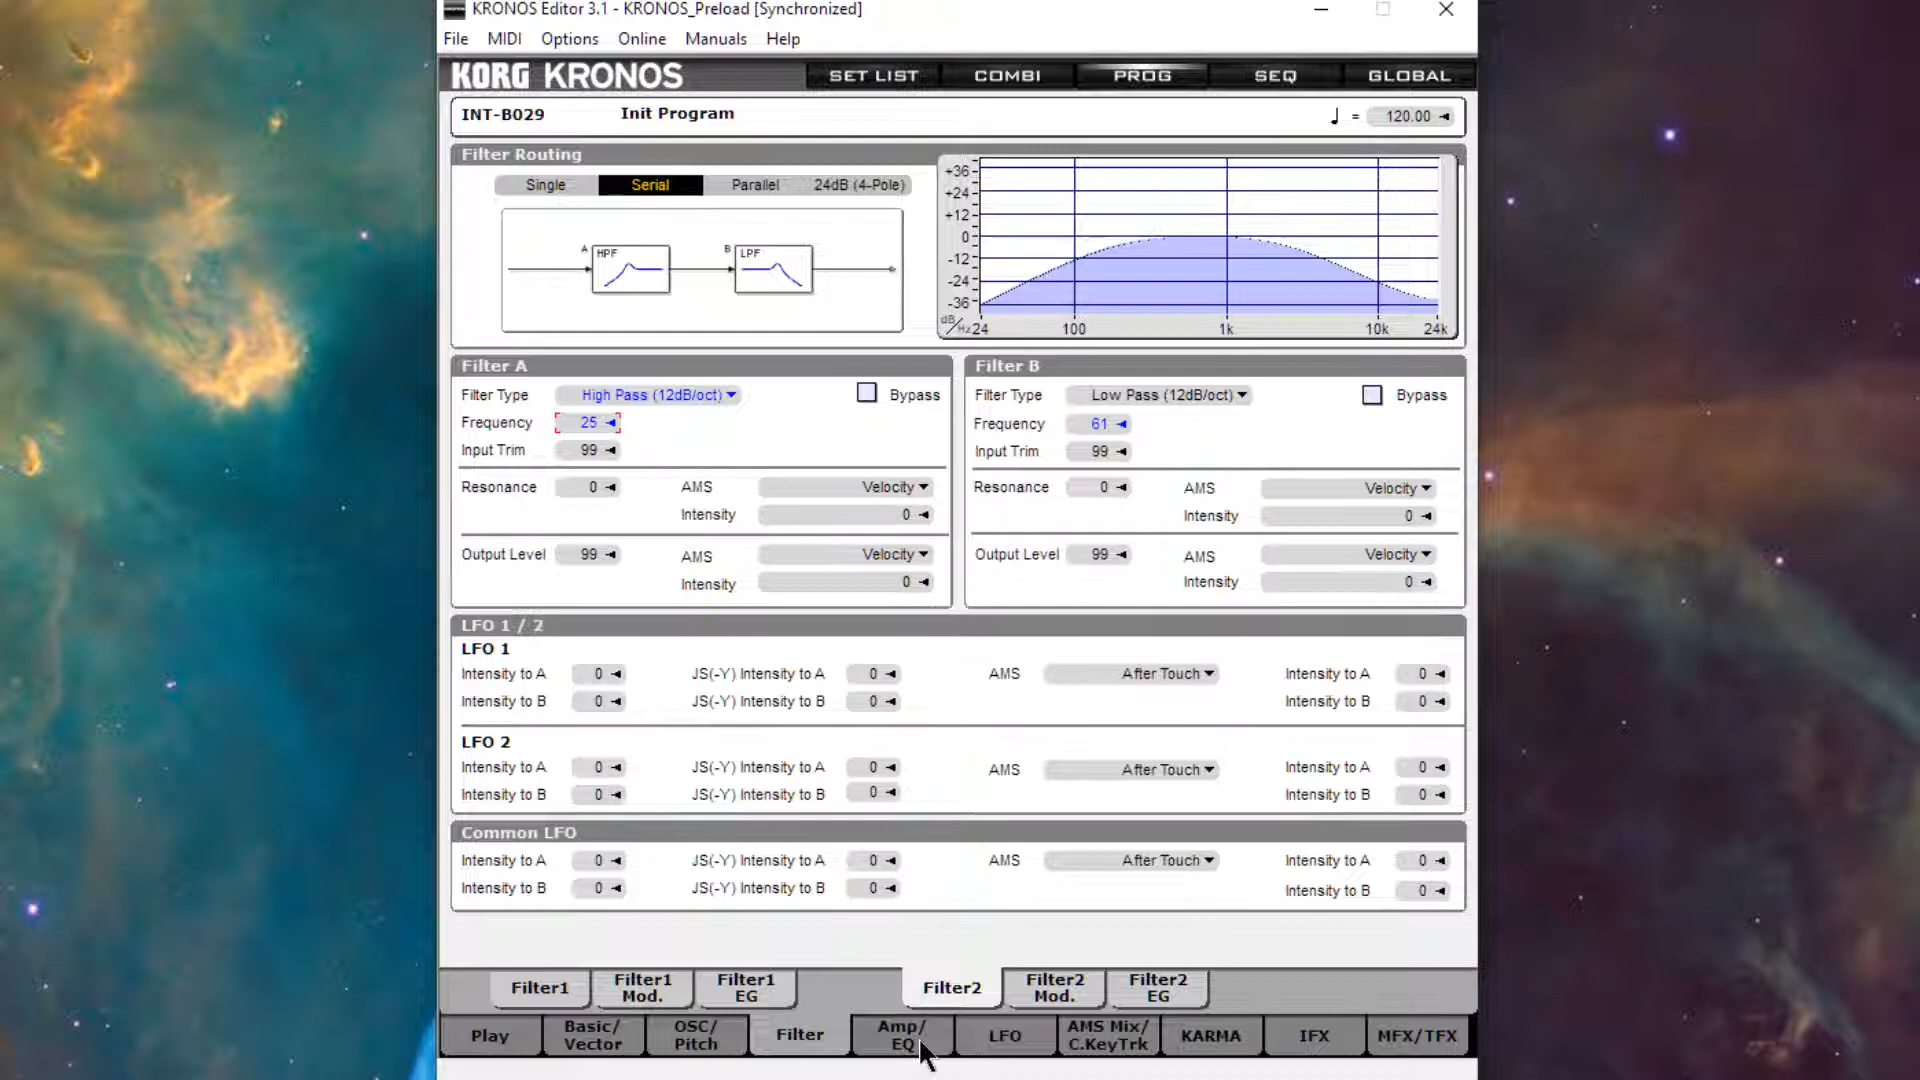 KRONOS Editor 3.1 - KRONOS_Preload [Synchronized]
File MIDI Options Online Manuals Help
KORG KRONOS SET LIST COMBI PROG SEQ GLOBAL
INT-B029 Init Program ♩ = 120.00
Filter Routing
Single Serial Parallel 24dB (4-Pole)
A HPF B LPF
+36
+24
+12
0
-12
-24
-36
dB/Hz 24 100 1k 10k 24k
Filter A
Filter Type High Pass (12dB/oct) Bypass
Frequency 25
Input Trim 99
Resonance 0 AMS Velocity
Intensity 0
Output Level 99 AMS Velocity
Intensity 0
Filter B
Filter Type Low Pass (12dB/oct) Bypass
Frequency 61
Input Trim 99
Resonance 0 AMS Velocity
Intensity 0
Output Level 99 AMS Velocity
Intensity 0
LFO 1 / 2
LFO 1
Intensity to A 0 JS(-Y) Intensity to A 0 AMS After Touch Intensity to A 0
Intensity to B 0 JS(-Y) Intensity to B 0 Intensity to B 0
LFO 2
Intensity to A 0 JS(-Y) Intensity to A 0 AMS After Touch Intensity to A 0
Intensity to B 0 JS(-Y) Intensity to B 0 Intensity to B 0
Common LFO
Intensity to A 0 JS(-Y) Intensity to A 0 AMS After Touch Intensity to A 0
Intensity to B 0 JS(-Y) Intensity to B 0 Intensity to B 0
Filter1 Filter1 Mod. Filter1 EG Filter2 Filter2 Mod. Filter2 EG
Play Basic/Vector OSC/Pitch Filter Amp/EQ LFO AMS Mix/C.KeyTrk KARMA IFX MFX/TFX